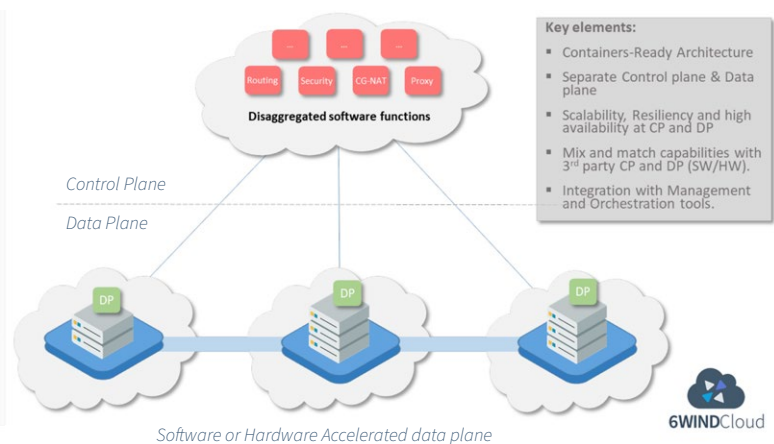 ... ... ...
Routing Security CG-NAT Proxy
Disaggregated software functions
Key elements:
▪ Containers-Ready Architecture
▪ Separate Control plane & Data
plane
▪ Scalability, Resiliency and high
availability at CP and DP
▪ Mix and match capabilities with
3rd party CP and DP (SW/HW).
▪ Integration with Management
and Orchestration tools.
Control Plane
Data Plane
DP DP DP
6WINDCloud
Software or Hardware Accelerated data plane